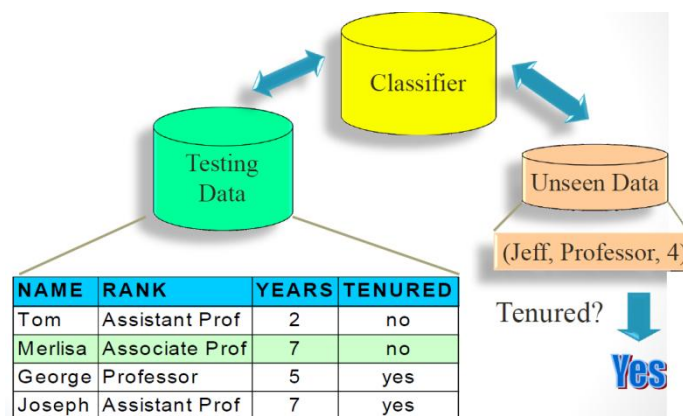 Classifier
Testing
Data
Unseen Data
(Jeff, Professor, 4)
NAME RANK YEARS TENURED
Tom Assistant Prof 2 no
Merlisa Associate Prof 7 no
George Professor 5 yes
Joseph Assistant Prof 7 yes
Tenured?
Yes